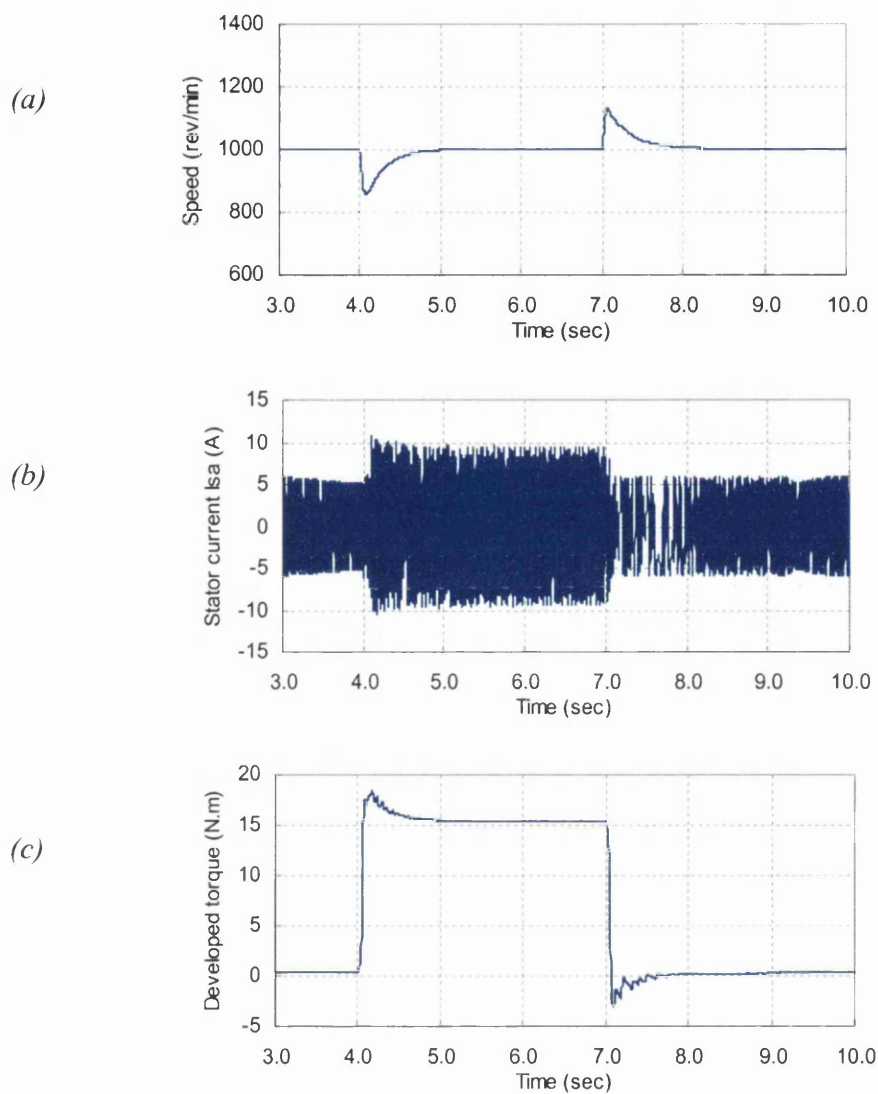 (a)
Speed (rev/min)
1400
1200
1000
800
600
3.0 4.0 5.0 6.0 7.0 8.0 9.0 10.0
Time (sec)
(b)
Stator current Isa (A)
15
10
5
0
-5
-10
-15
3.0 4.0 5.0 6.0 7.0 8.0 9.0 10.0
Time (sec)
(c)
Developed torque (N.m)
20
15
10
5
0
-5
3.0 4.0 5.0 6.0 7.0 8.0 9.0 10.0
Time (sec)